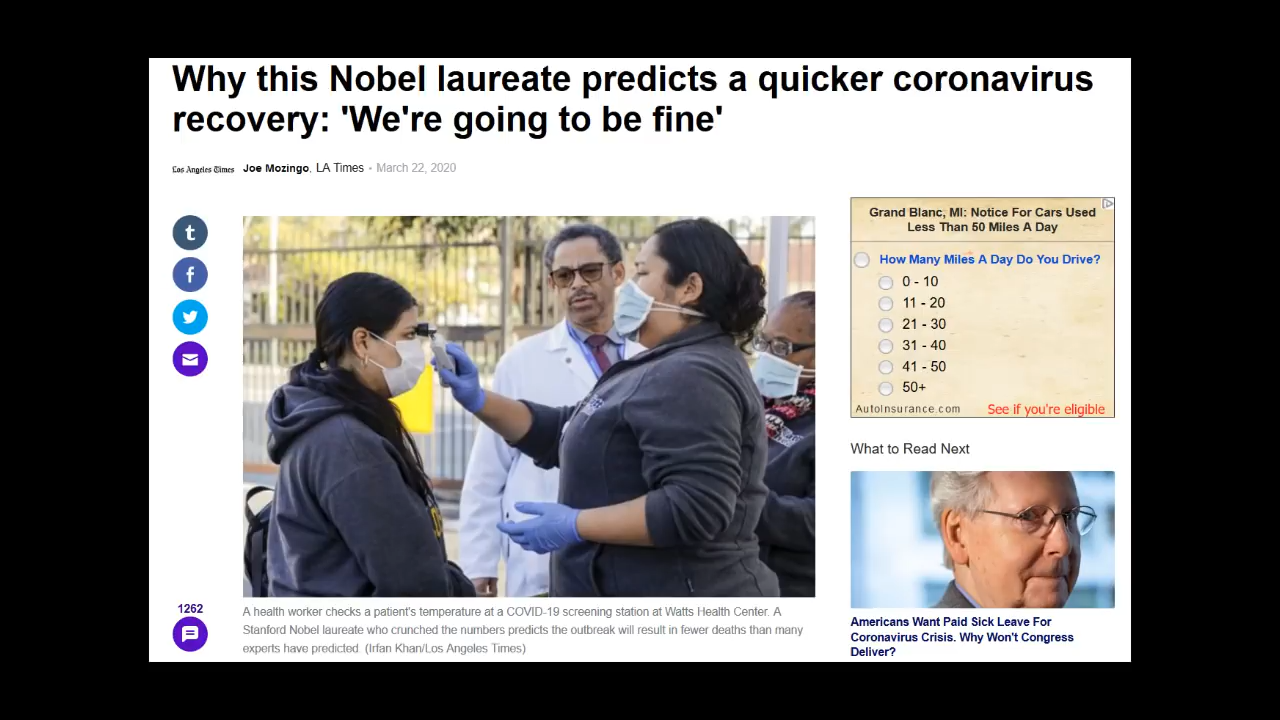 Why this Nobel laureate predicts a quicker coronavirus
recovery: 'We're going to be fine'
Los Angeles Times Joe Mozingo, LA Times • March 22, 2020
t
f
1262
A health worker checks a patient's temperature at a COVID-19 screening station at Watts Health Center. A
Stanford Nobel laureate who crunched the numbers predicts the outbreak will result in fewer deaths than many
experts have predicted. (Irfan Khan/Los Angeles Times)
Grand Blanc, MI: Notice For Cars Used
Less Than 50 Miles A Day
How Many Miles A Day Do You Drive?
0 - 10
11 - 20
21 - 30
31 - 40
41 - 50
50+
AutoInsurance.com See if you're eligible
What to Read Next
Americans Want Paid Sick Leave For
Coronavirus Crisis. Why Won't Congress
Deliver?